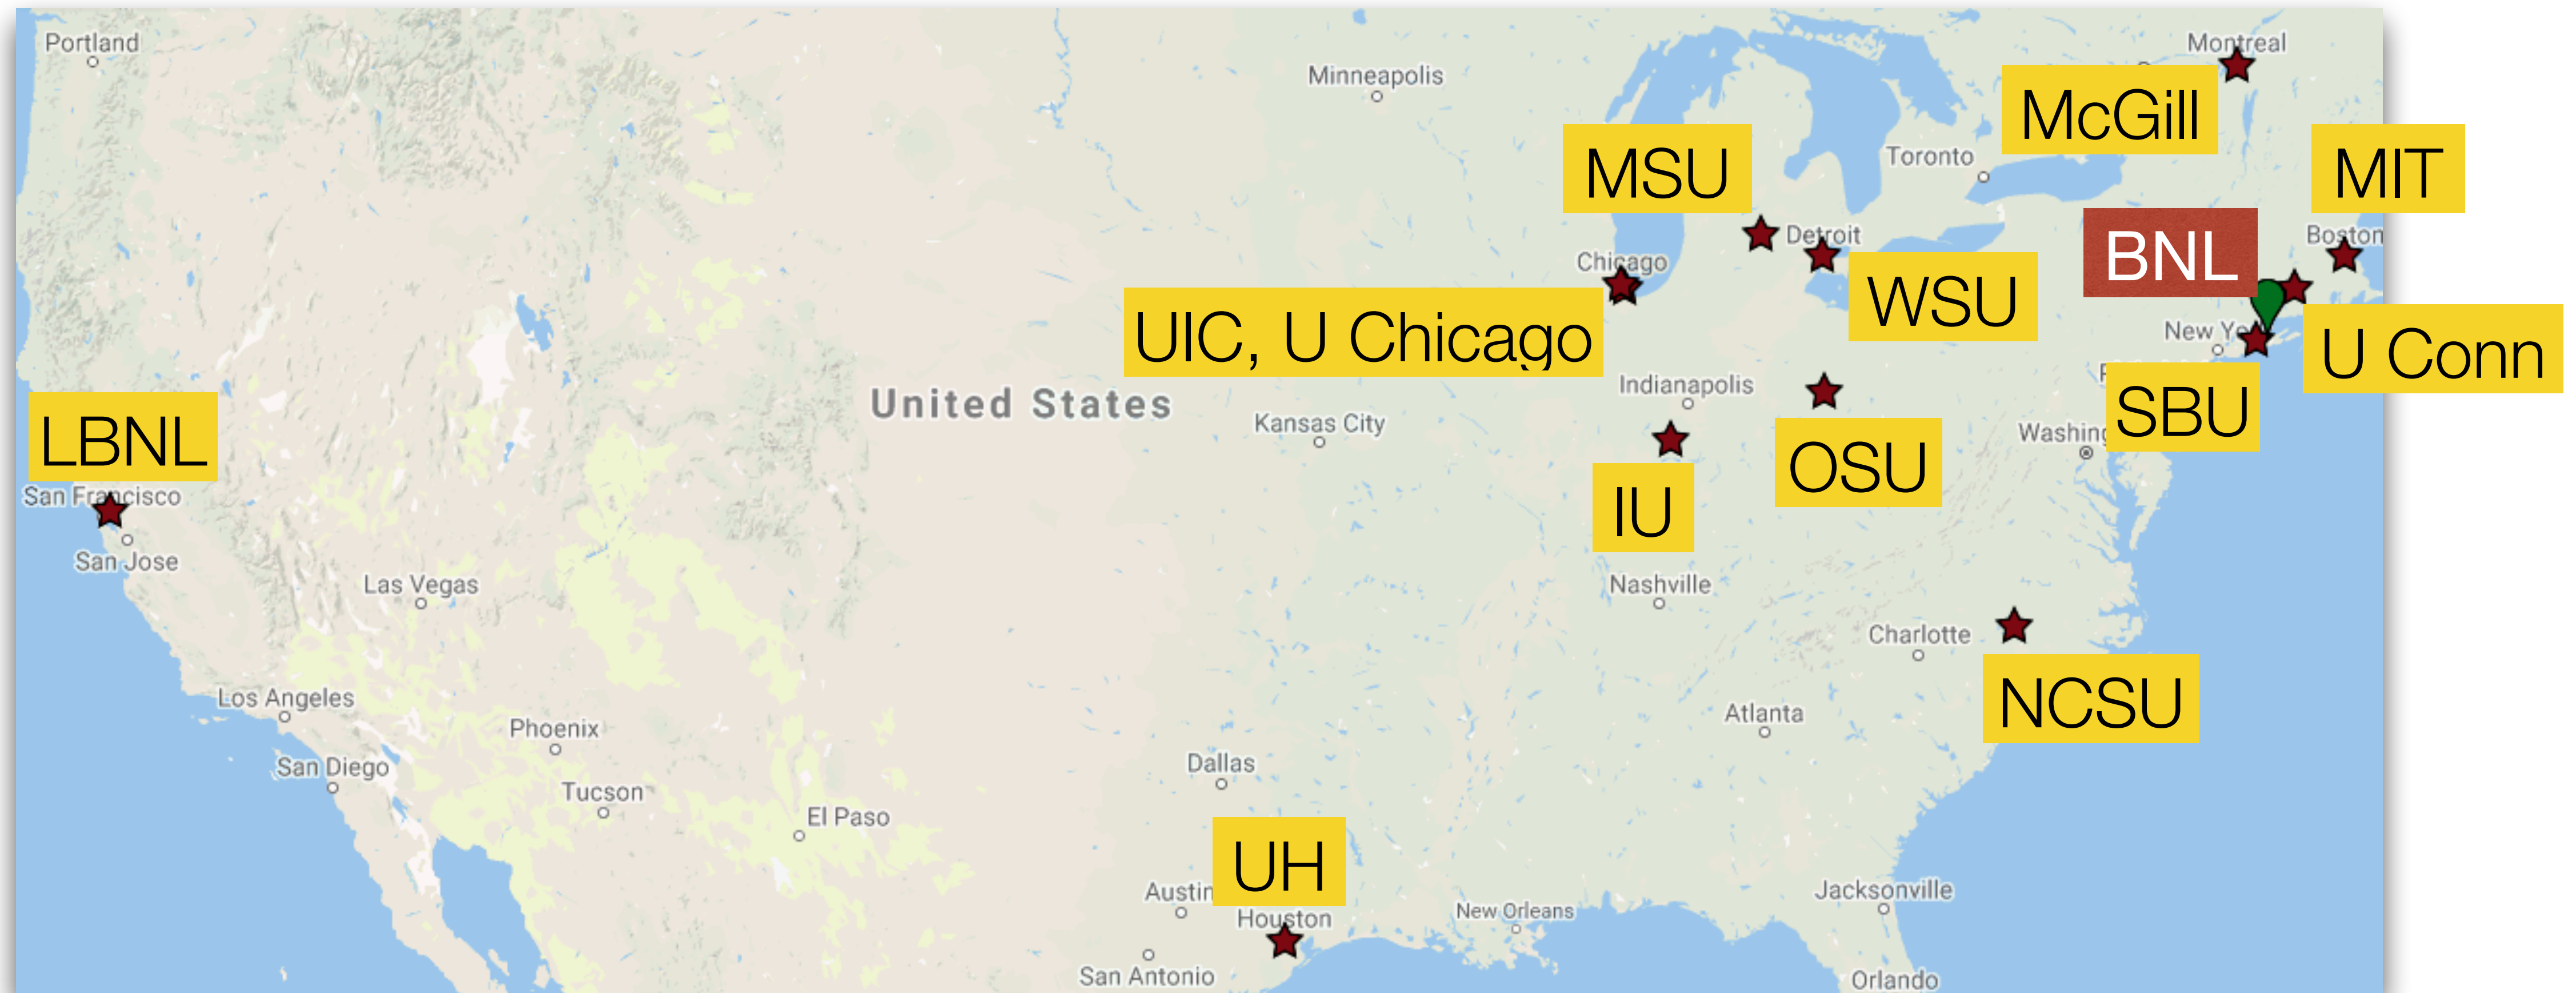 Portland
Minneapolis
Montreal
McGill
MSU
Toronto
MIT
Detroit
BNL
Boston
Chicago
WSU
UIC, U Chicago
New Yo
U Conn
Indianapolis
United States
Kansas City
SBU
Washing
LBNL
OSU
San Francisco
IU
San Jose
Las Vegas
Nashville
Charlotte
Los Angeles
NCSU
Phoenix
Atlanta
San Diego
Dallas
Tucson
El Paso
UH
Austin
Jacksonville
Houston
New Orleans
San Antonio
Orlando